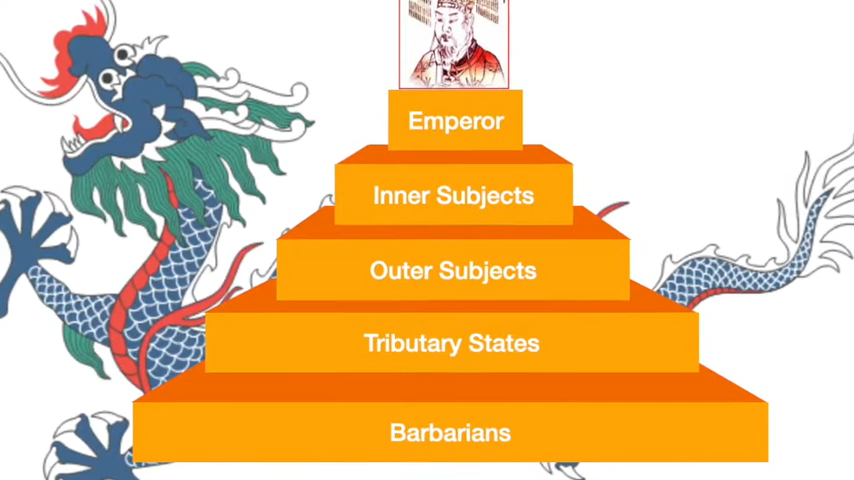 Emperor
Inner Subjects
Outer Subjects
Tributary States
Barbarians